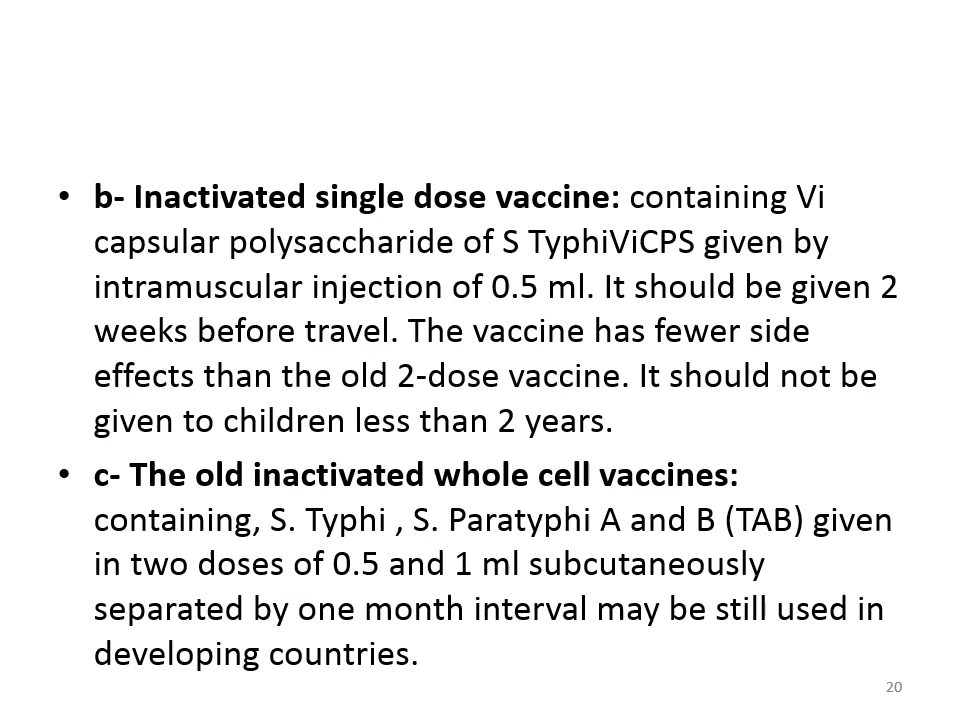 • b- Inactivated single dose vaccine: containing Vi
capsular polysaccharide of S TyphiViCPS given by
intramuscular injection of 0.5 ml. It should be given 2
weeks before travel. The vaccine has fewer side
effects than the old 2-dose vaccine. It should not be
given to children less than 2 years.
• c- The old inactivated whole cell vaccines:
containing, S. Typhi , S. Paratyphi A and B (TAB) given
in two doses of 0.5 and 1 ml subcutaneously
separated by one month interval may be still used in
developing countries.
20